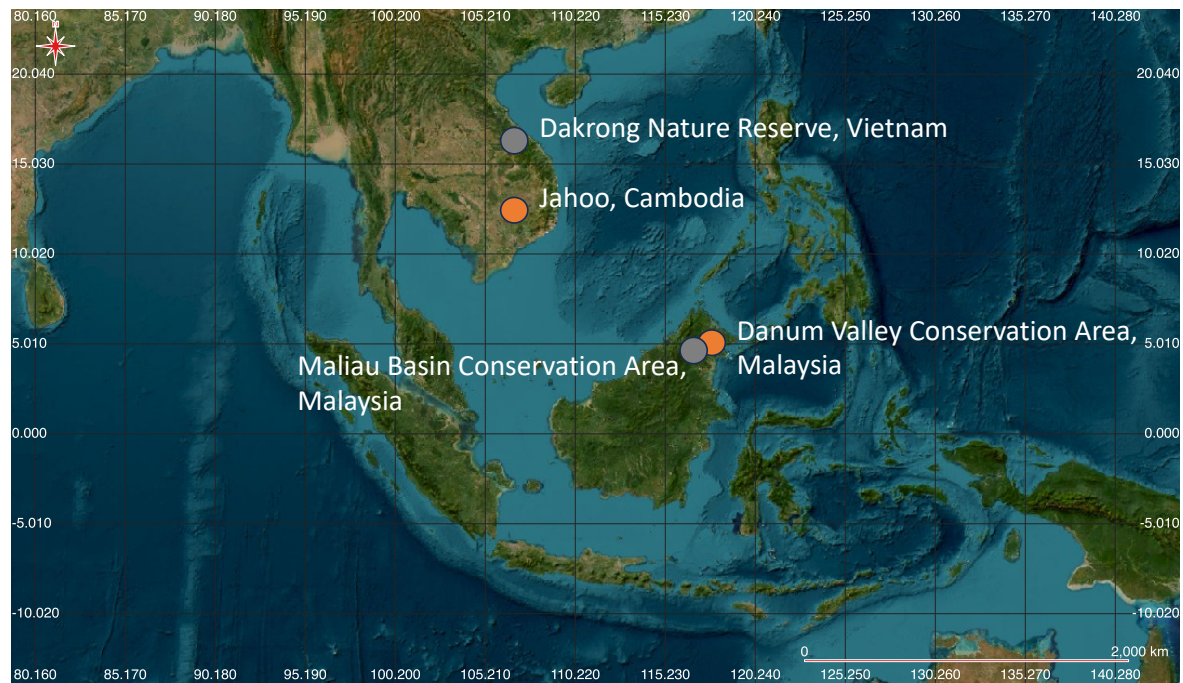 80.160 85.170 90.180 95.190 100.200 105.210 110.220 115.230 120.240 125.250 130.260 135.270 140.280
20.040 20.040
Dakrong Nature Reserve, Vietnam
15.030 15.030
Jahoo, Cambodia
10.020 10.020
Danum Valley Conservation Area,
Malaysia
5.010 5.010
Maliau Basin Conservation Area,
Malaysia
0.000 0.000
-5.010 -5.010
-10.020 -10.020
0 2,000 km
80.160 85.170 90.180 95.190 100.200 105.210 110.220 115.230 120.240 125.250 130.260 135.270 140.280